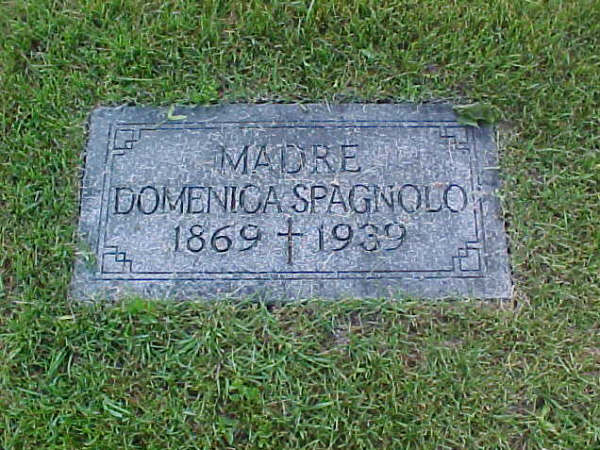 MADRE
DOMENICA SPAGNOLO
1869 ✝ 1939